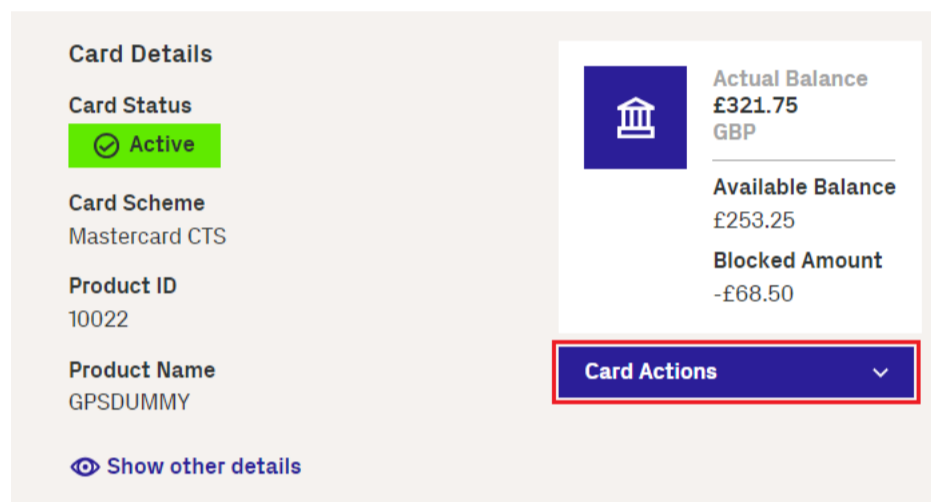 Card Details
Card Status
Active
Card Scheme
Mastercard CTS
Product ID
10022
Product Name
GPSDUMMY
Show other details
Actual Balance
£321.75
GBP
Available Balance
£253.25
Blocked Amount
-£68.50
Card Actions